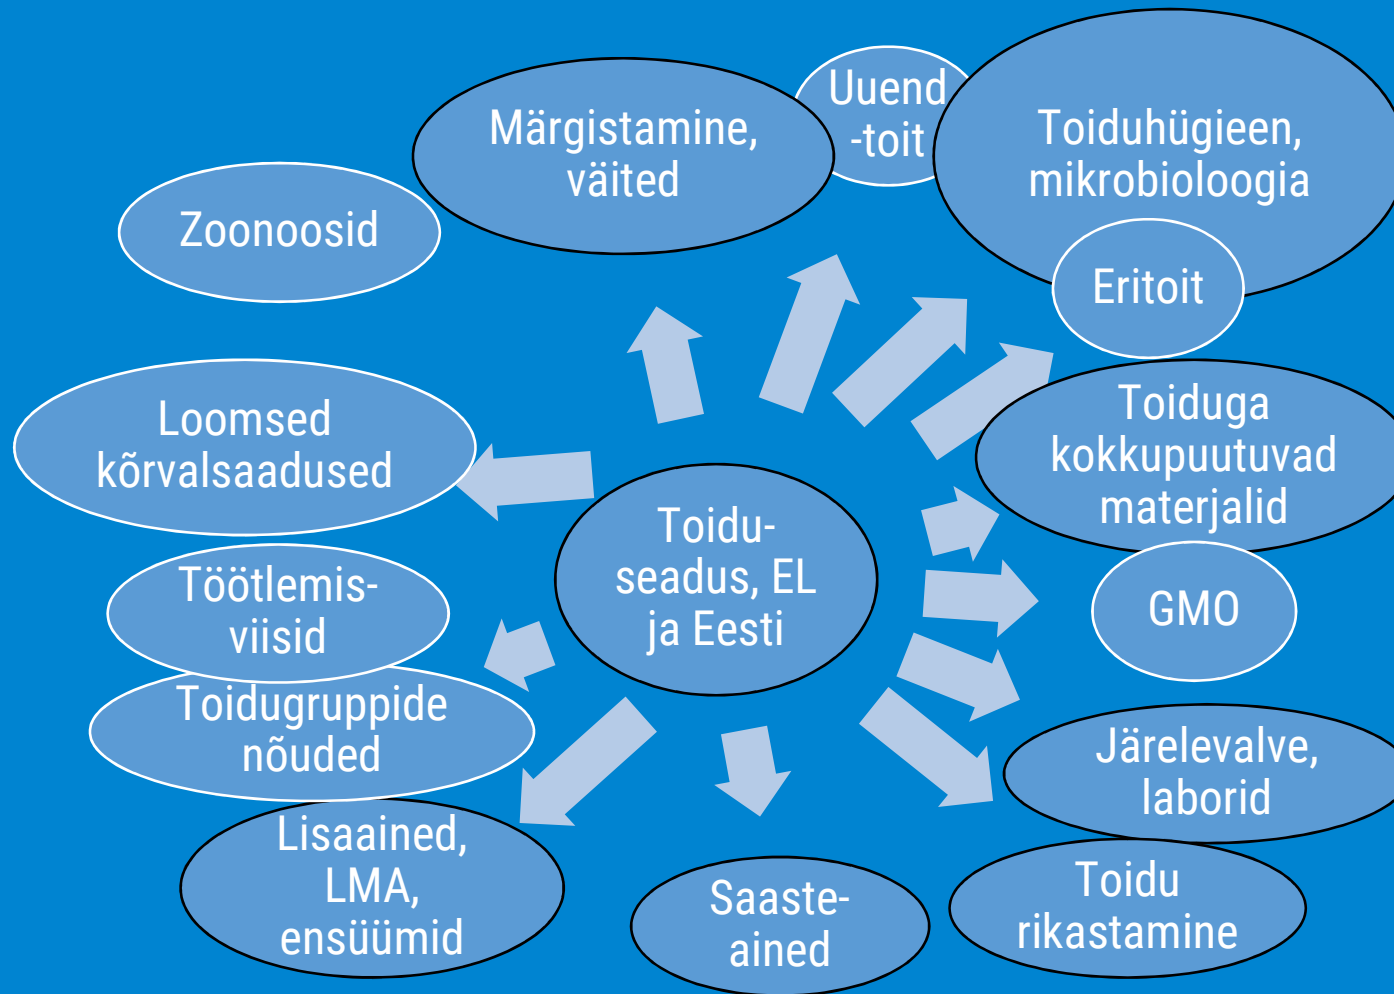 Uuend
-toit
Märgistamine,
väited
Toiduhügieen,
mikrobioloogia
Zoonoosid
Eritoit
Loomsed
kõrvalsaadused
Toiduga
kokkupuutuvad
materjalid
Toidu-
seadus, EL
ja Eesti
Töötlemis-
viisid
GMO
Toidugruppide
nõuded
Järelevalve,
laborid
Lisaained,
LMA,
ensüümid
Saaste-
ained
Toidu
rikastamine